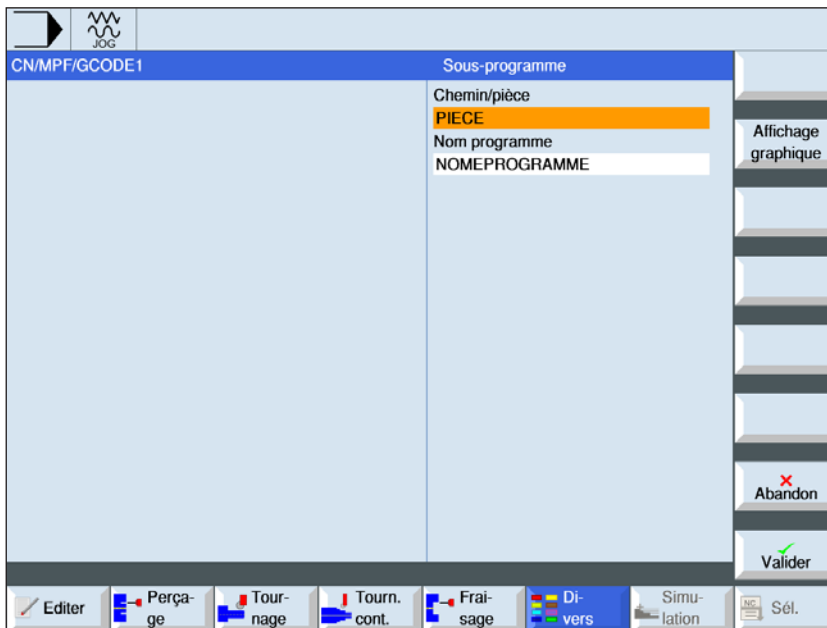 JOG
CN/MPF/GCODE1
Sous-programme
Chemin/pièce
PIECE
Nom programme
NOMEPROGRAMME
Affichage
graphique
Abandon
Valider
Editer
Perça-
ge
Tour-
nage
Tourn.
cont.
Frai-
sage
Di-
vers
Simu-
lation
NC
Sél.